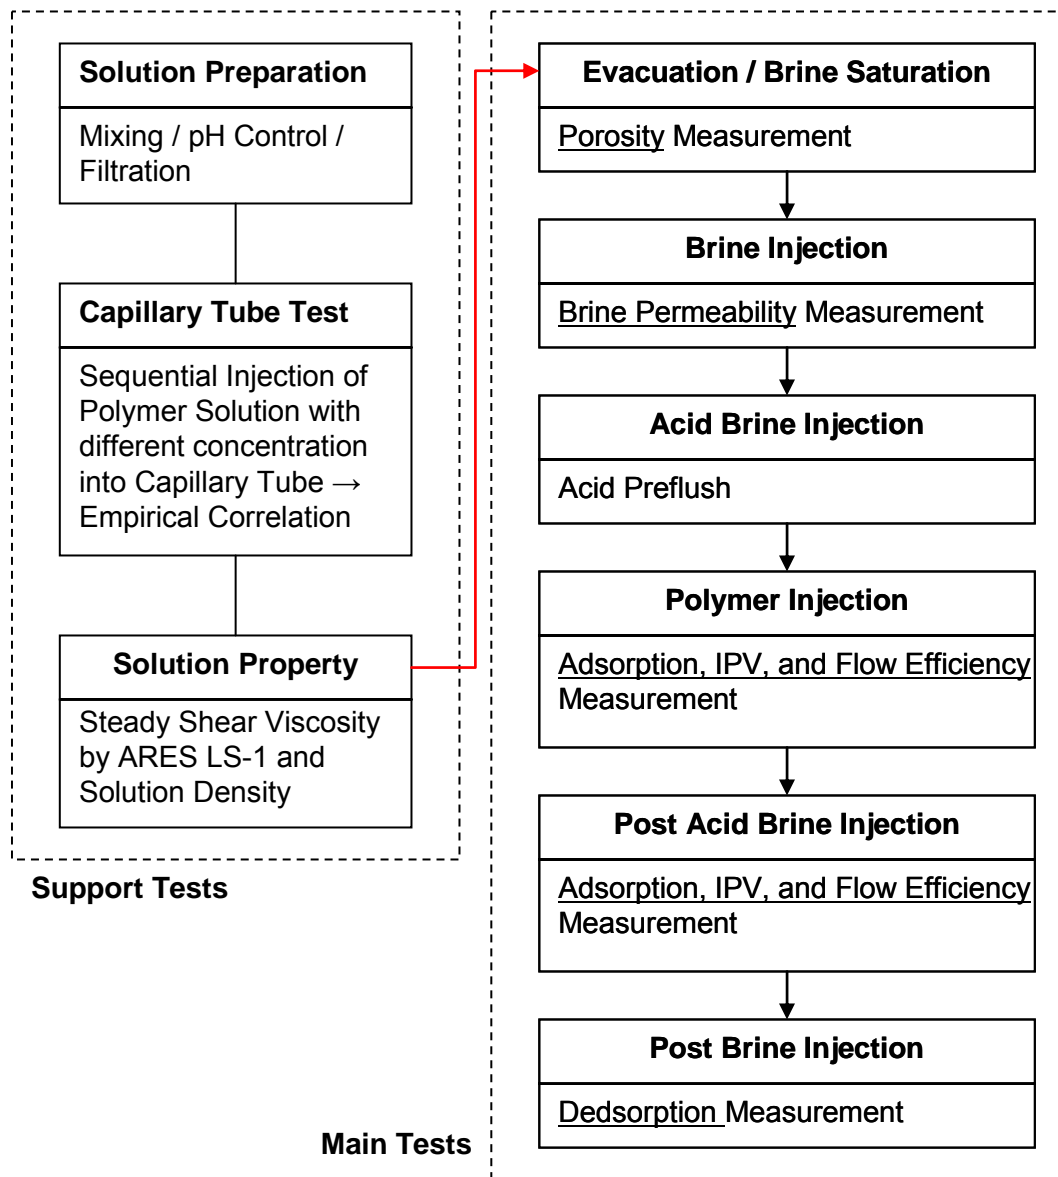 Solution Preparation
Mixing / pH Control /
Filtration
Capillary Tube Test
Sequential Injection of
Polymer Solution with
different concentration
into Capillary Tube →
Empirical Correlation
Solution Property
Steady Shear Viscosity
by ARES LS-1 and
Solution Density
Support Tests
Evacuation / Brine Saturation
Porosity Measurement
Brine Injection
Brine Permeability Measurement
Acid Brine Injection
Acid Preflush
Polymer Injection
Adsorption, IPV, and Flow Efficiency
Measurement
Post Acid Brine Injection
Adsorption, IPV, and Flow Efficiency
Measurement
Post Brine Injection
Dedsorption Measurement
Main Tests